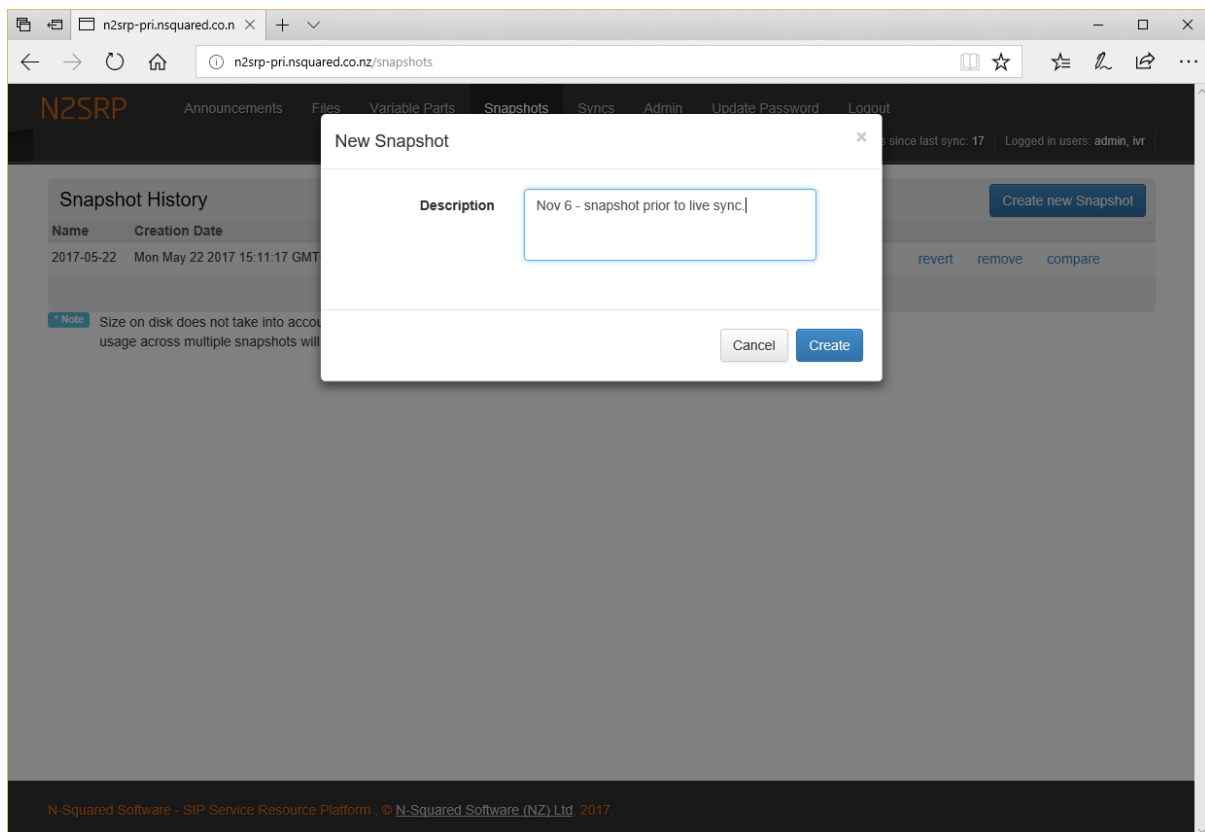 n2srp-pri.nsquared.co.n
n2srp-pri.nsquared.co.nz/snapshots
N2SRP
Announcements Files Variable Parts Snapshots Syncs Admin Update Password Logout
since last sync: 17 Logged in users: admin, ivr
New Snapshot ×
Description Nov 6 - snapshot prior to live sync.
Cancel Create
Snapshot History Create new Snapshot
Name Creation Date
2017-05-22 Mon May 22 2017 15:11:17 GMT revert remove compare
* Note Size on disk does not take into
usage across multiple snapshots will
N-Squared Software - SIP Service Resource Platform , © N-Squared Software (NZ) Ltd, 2017.